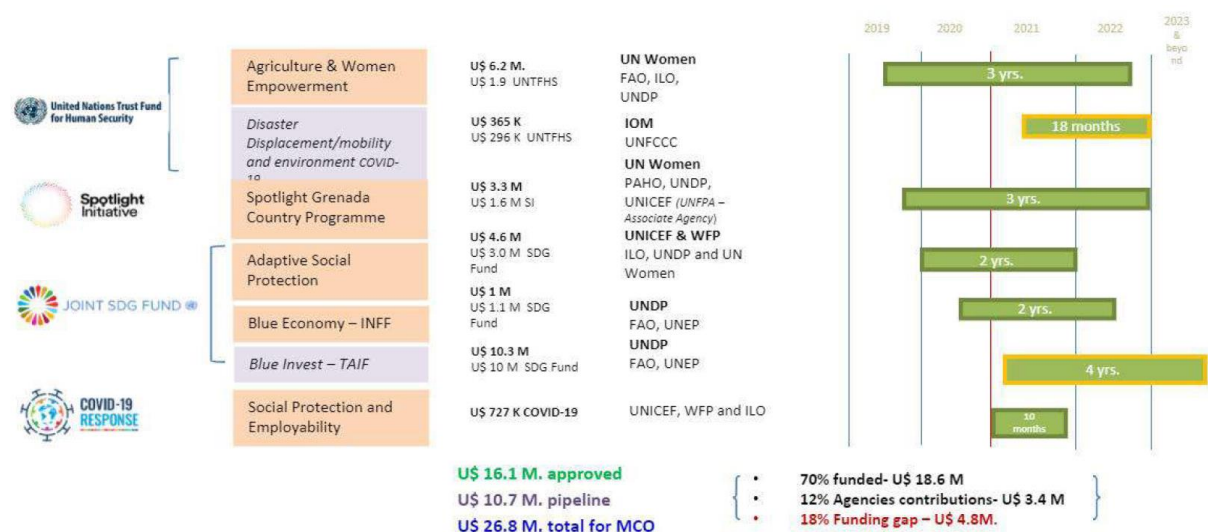 2019 2020 2021 2022 2023
&
beyo
nd
United Nations Trust Fund
for Human Security
Agriculture & Women
Empowerment
U$ 6.2 M.
U$ 1.9 UNTFHS
UN Women
FAO, ILO,
UNDP
3 yrs.
Disaster
Displacement/mobility
and environment COVID-
19
U$ 365 K
U$ 296 K UNTFHS
IOM
UNFCCC
18 months
Spotlight
Initiative
Spotlight Grenada
Country Programme
U$ 3.3 M
U$ 1.6 M SI
UN Women
PAHO, UNDP,
UNICEF (UNFPA –
Associate Agency)
3 yrs.
JOINT SDG FUND
Adaptive Social
Protection
U$ 4.6 M
U$ 3.0 M SDG
Fund
UNICEF & WFP
ILO, UNDP and UN
Women
2 yrs.
Blue Economy – INFF
U$ 1 M
U$ 1.1 M SDG
Fund
UNDP
FAO, UNEP
2 yrs.
Blue Invest – TAIF
U$ 10.3 M
U$ 10 M SDG Fund
UNDP
FAO, UNEP
4 yrs.
COVID-19
RESPONSE
Social Protection and
Employability
U$ 727 K COVID-19
UNICEF, WFP and ILO
10
months
U$ 16.1 M. approved
U$ 10.7 M. pipeline
U$ 26.8 M. total for MCO
• 70% funded- U$ 18.6 M
• 12% Agencies contributions- U$ 3.4 M
• 18% Funding gap – U$ 4.8M.